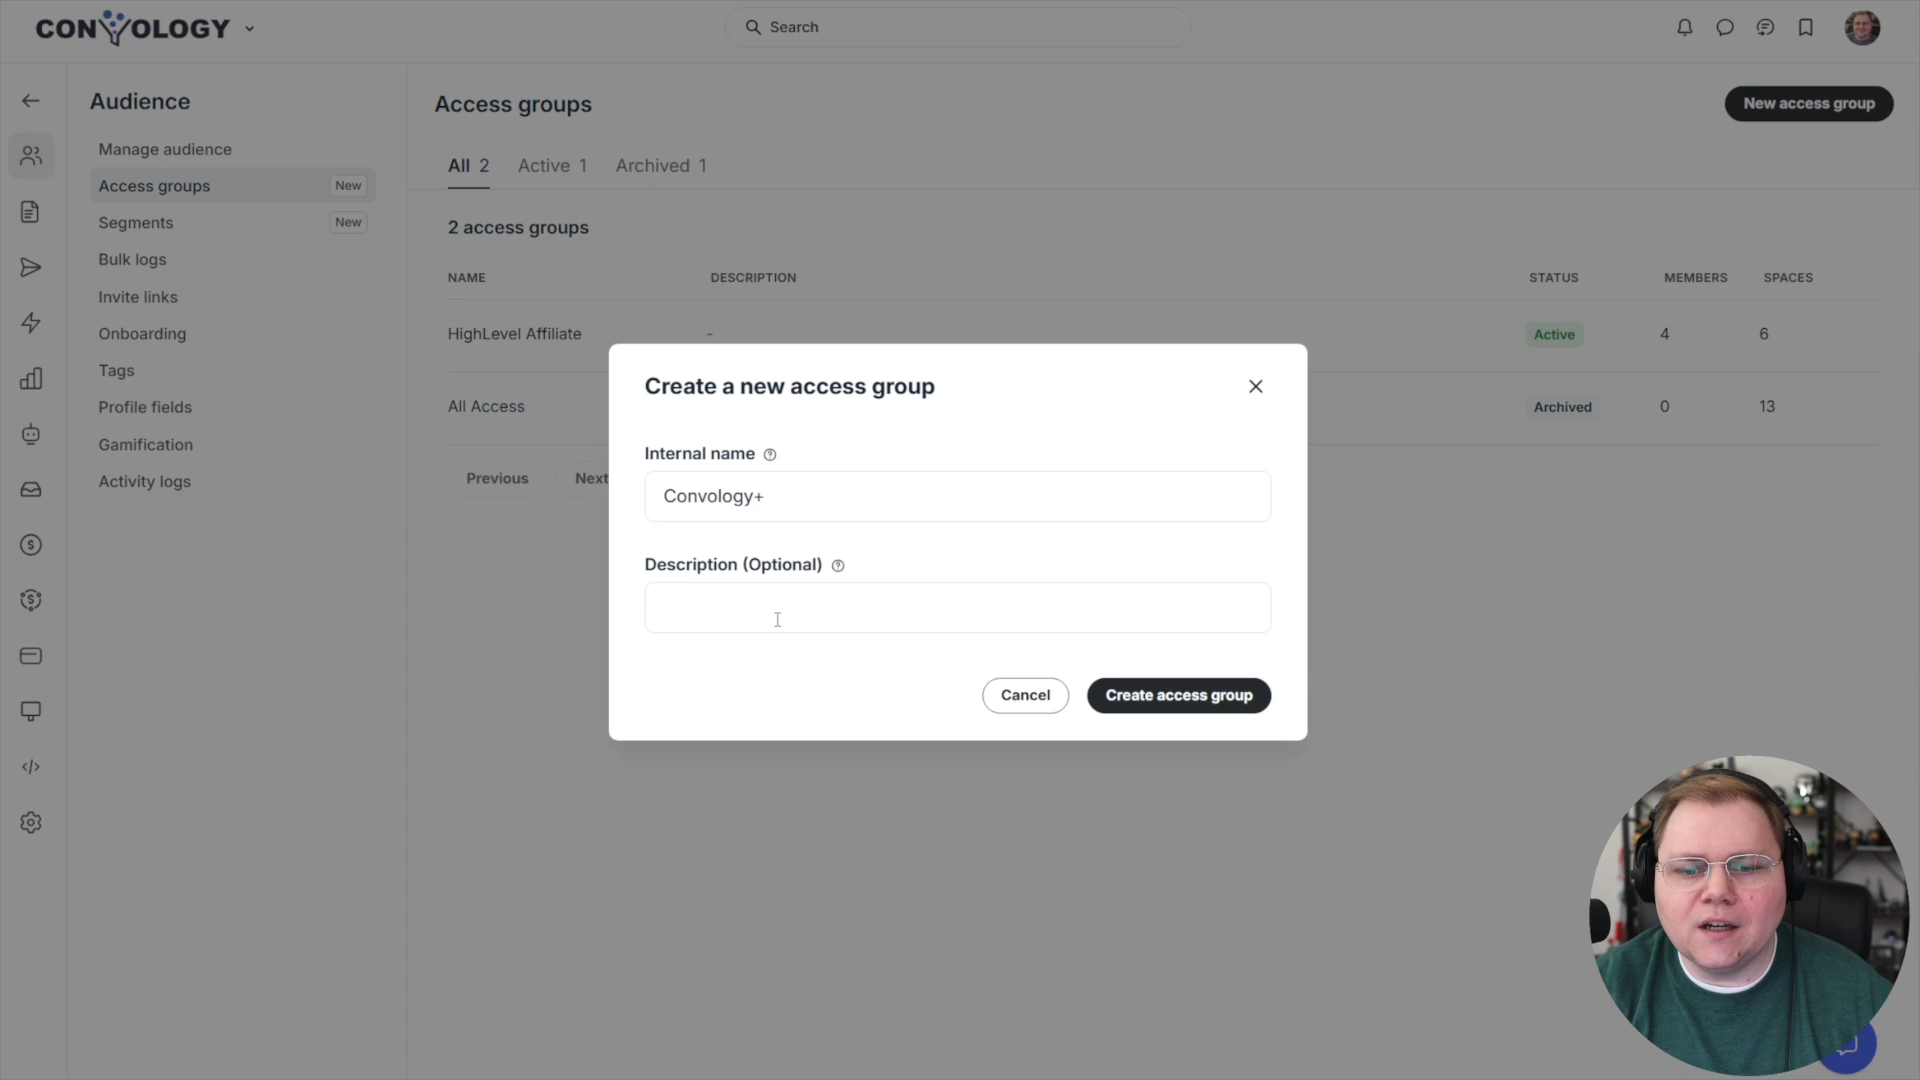 CONVOLOGY
Search
Audience
Manage audience
Access groups New
Segments New
Bulk logs
Invite links
Onboarding
Tags
Profile fields
Gamification
Activity logs
Access groups
New access group
All 2 Active 1 Archived 1
2 access groups
NAME DESCRIPTION STATUS MEMBERS SPACES
HighLevel Affiliate - Active 4 6
All Access Archived 0 13
Previous Next
Create a new access group
Internal name
Convology+
Description (Optional)
Cancel Create access group